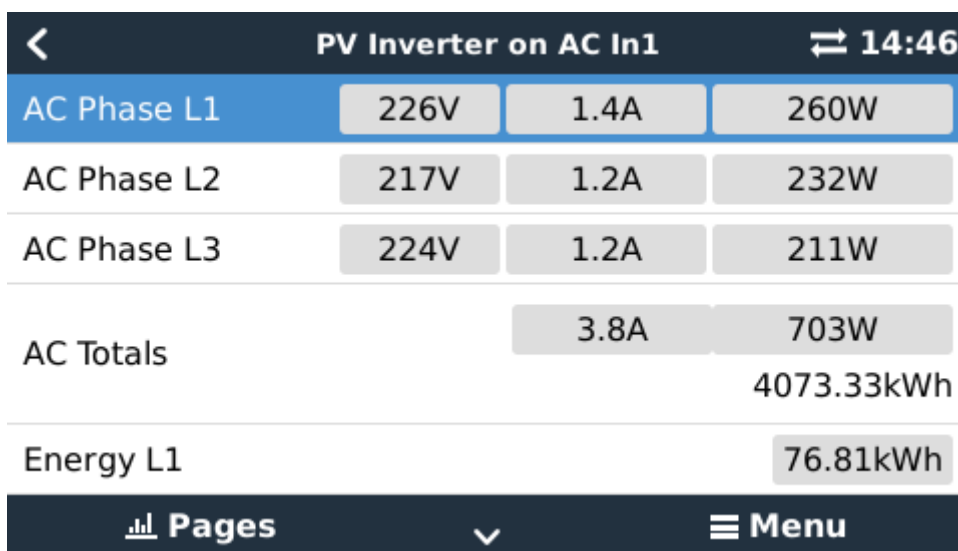 PV Inverter on AC In1 14:46
AC Phase L1 226V 1.4A 260W
AC Phase L2 217V 1.2A 232W
AC Phase L3 224V 1.2A 211W
AC Totals 3.8A 703W
4073.33kWh
Energy L1 76.81kWh
Pages Menu